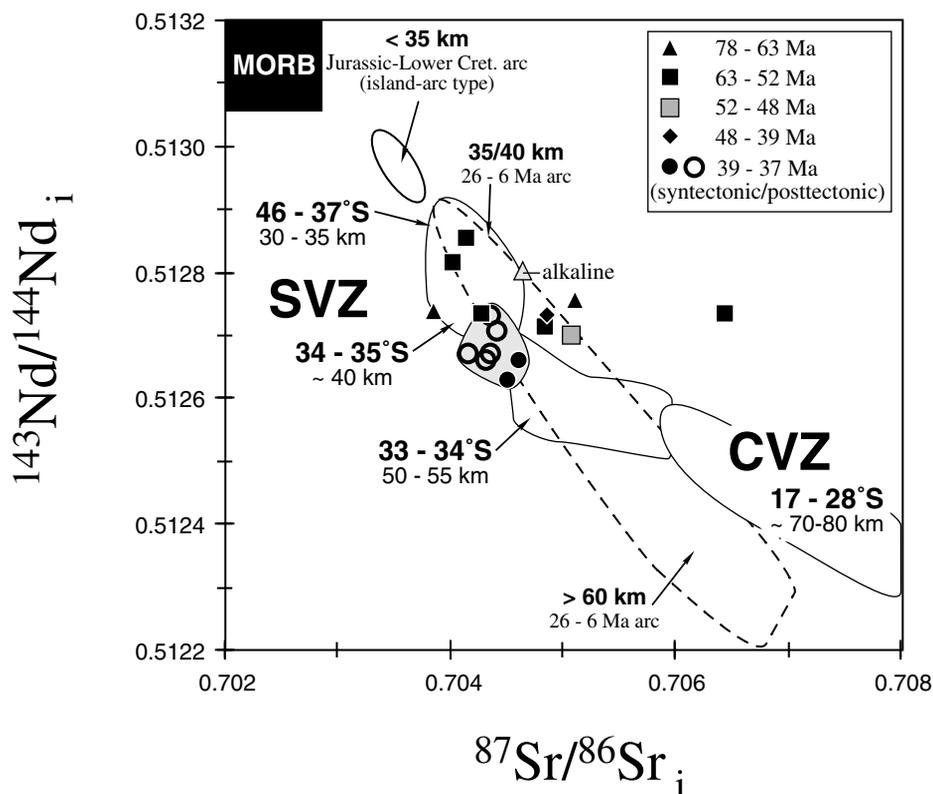 0.5132
< 35 km
Jurassic-Lower Cret. arc
(island-arc type)
MORB
78 - 63 Ma
63 - 52 Ma
52 - 48 Ma
48 - 39 Ma
39 - 37 Ma
(syntectonic/posttectonic)
0.5130
35/40 km
26 - 6 Ma arc
46 - 37°S
30 - 35 km
0.5128
alkaline
SVZ
34 - 35°S
~ 40 km
0.5126
33 - 34°S
50 - 55 km
CVZ
17 - 28°S
~ 70-80 km
0.5124
> 60 km
26 - 6 Ma arc
0.5122
0.702
0.704
0.706
0.708
143Nd/144Nd i
87Sr/86Sr i